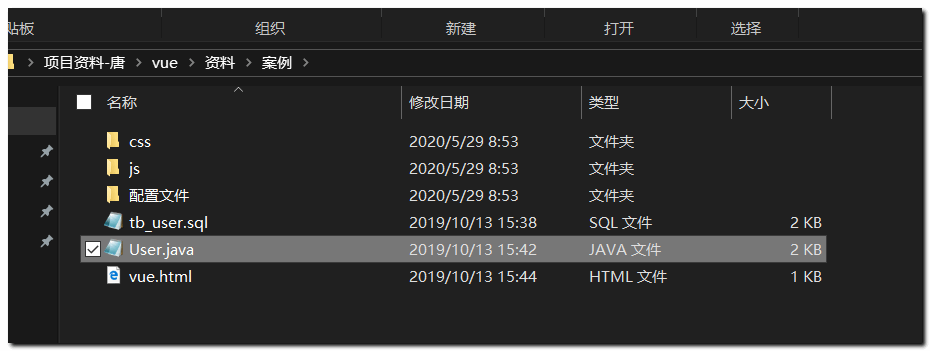 贴板 组织 新建 打开 选择
项目资料-唐 vue 资料 案例
名称 修改日期 类型 大小
css 2020/5/29 8:53 文件夹
js 2020/5/29 8:53 文件夹
配置文件 2020/5/29 8:53 文件夹
tb_user.sql 2019/10/13 15:38 SQL 文件 2 KB
User.java 2019/10/13 15:42 JAVA 文件 2 KB
vue.html 2019/10/13 15:44 HTML 文件 1 KB